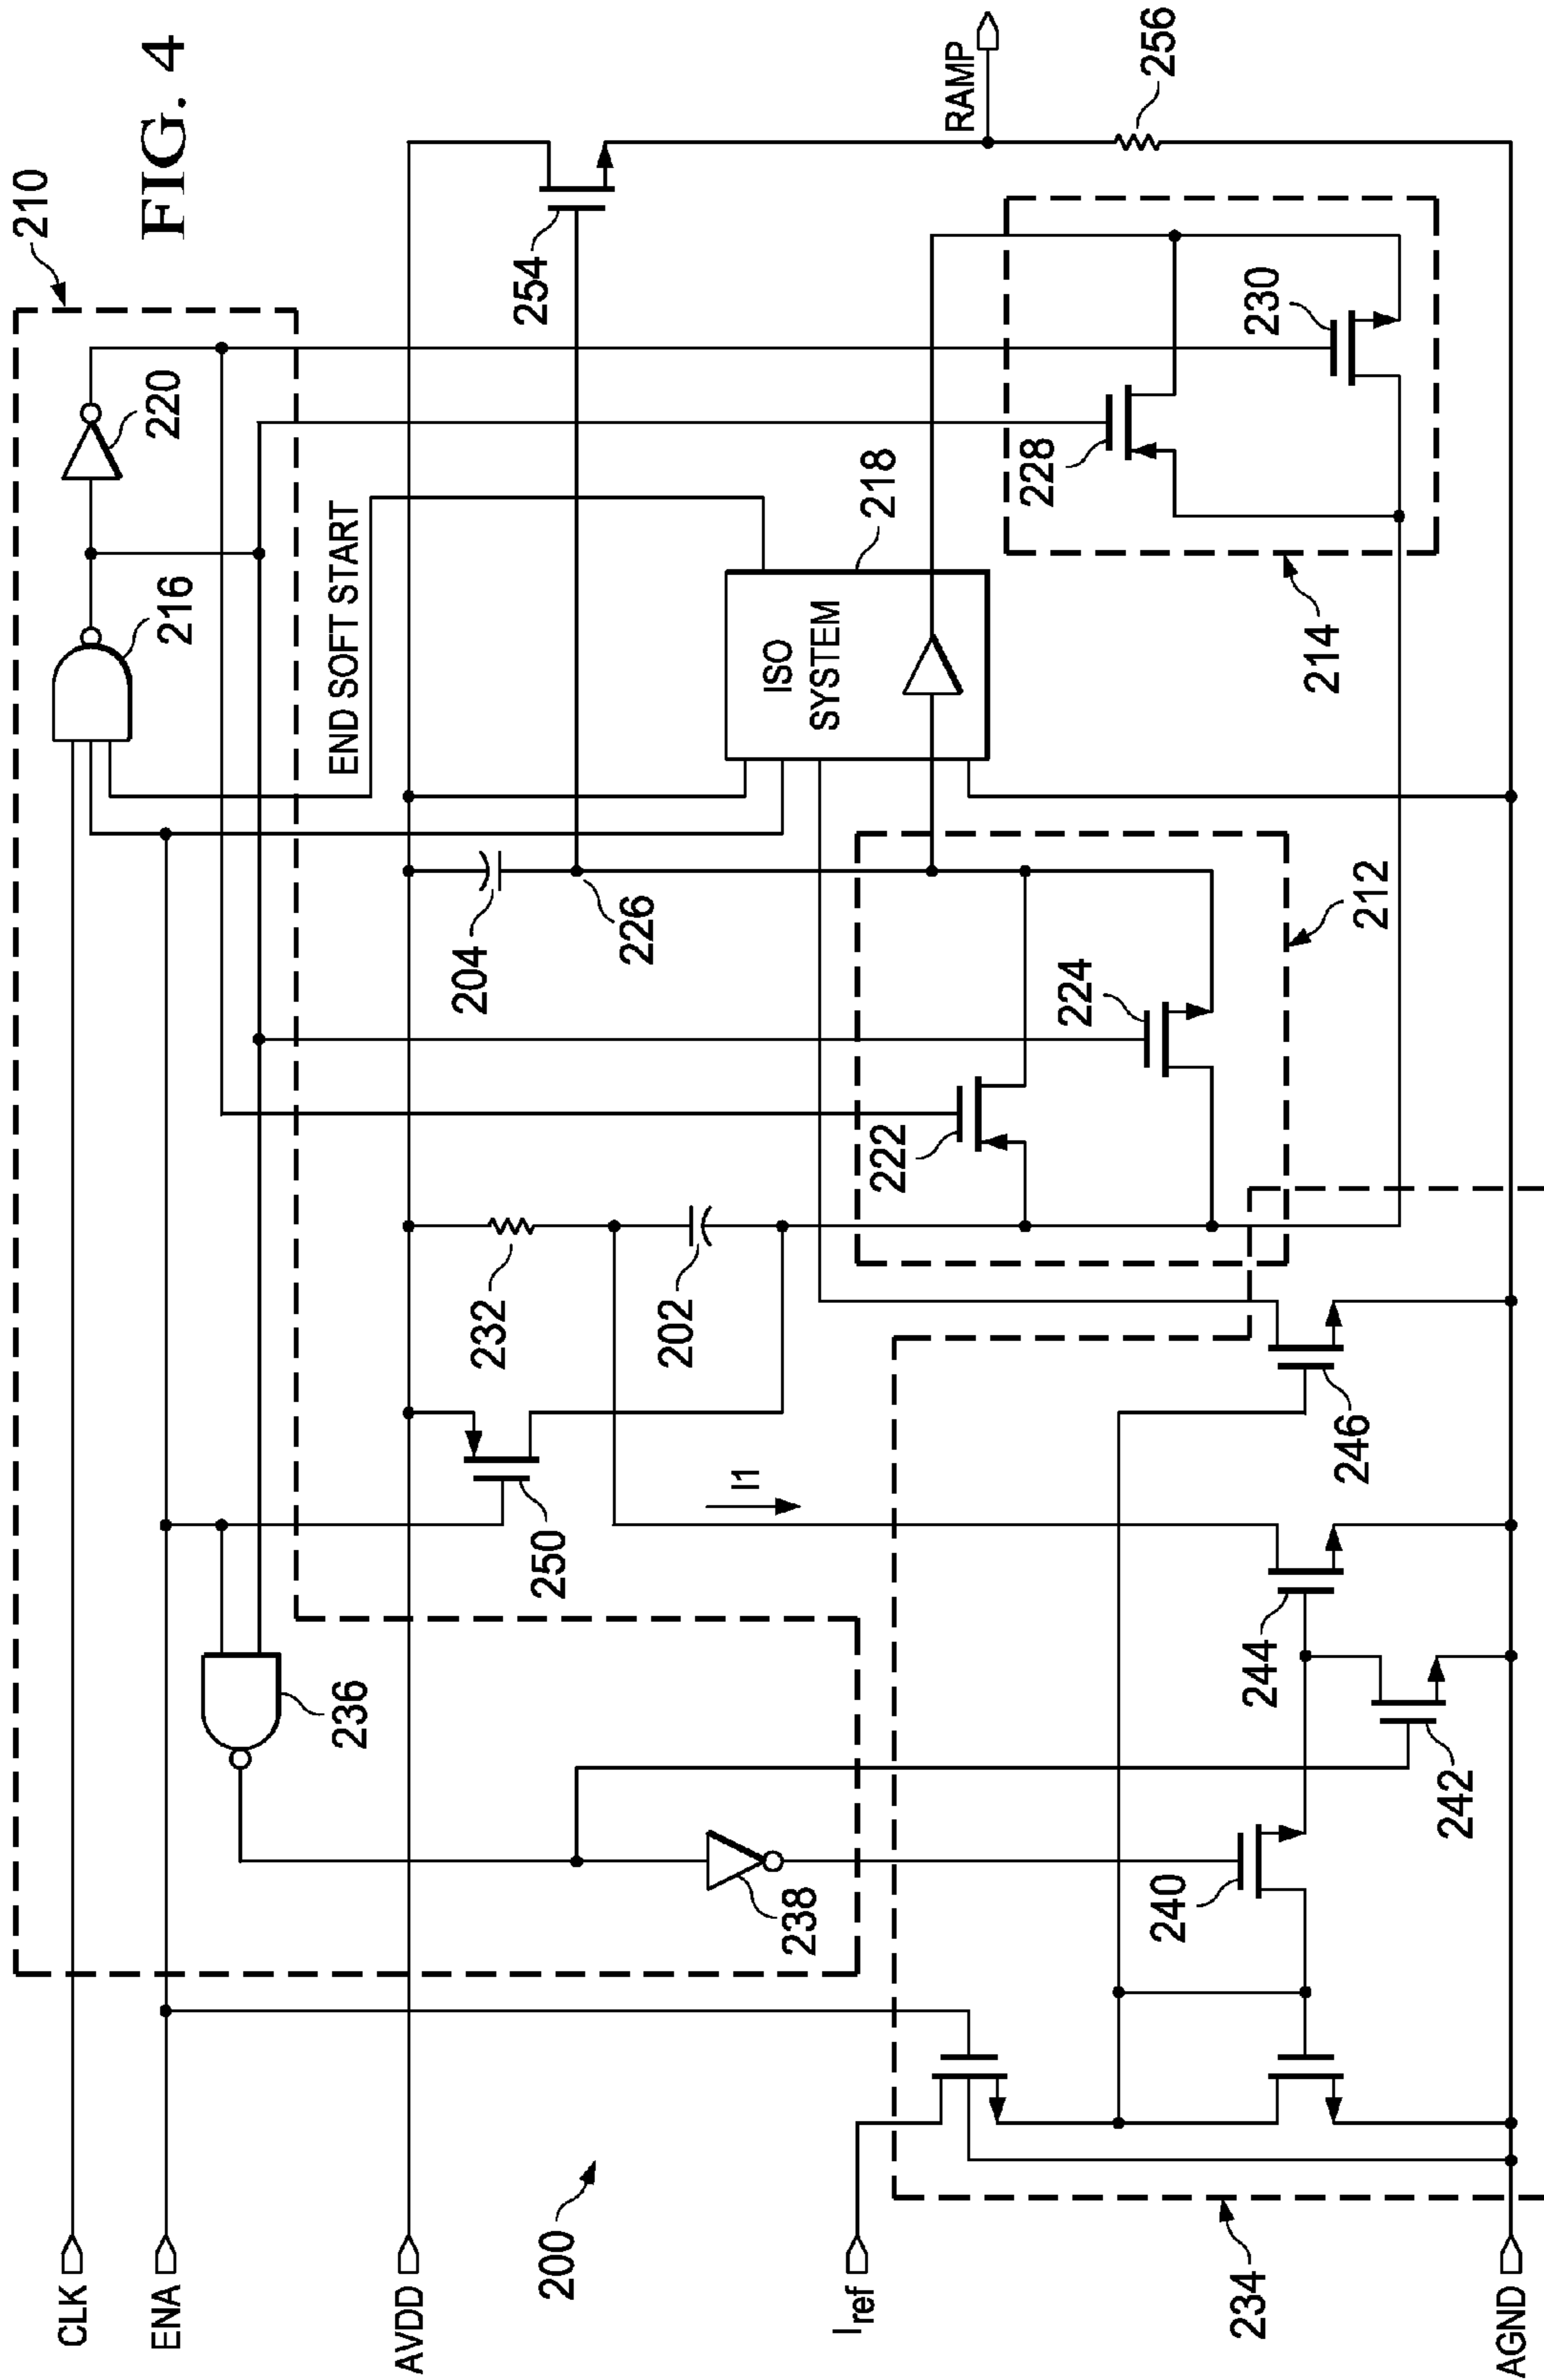 FIG. 4
210
CLK
ENA
AVDD
I_ref
AGND
200
234
236
238
240
242
244
246
250
I1
232
202
204
226
222
224
212
216
220
END SOFT START
ISO
SYSTEM
218
254
RAMP
256
228
230
214